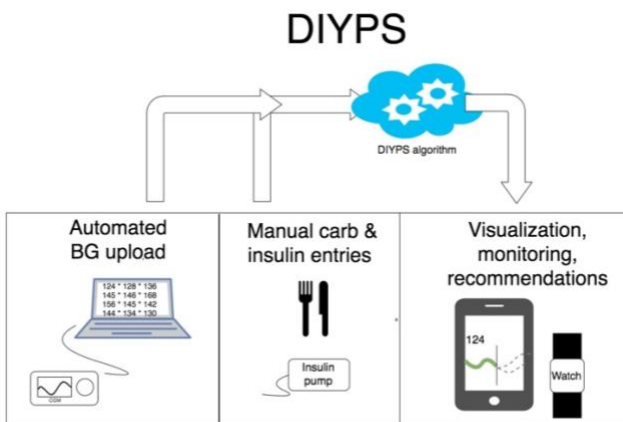 DIYPS
DIYPS algorithm
Automated
BG upload
124 * 128 * 136
145 * 146 * 168
156 * 145 * 142
144 * 134 * 130
CGM
Manual carb &
insulin entries
Insulin
pump
Visualization,
monitoring,
recommendations
124
Watch